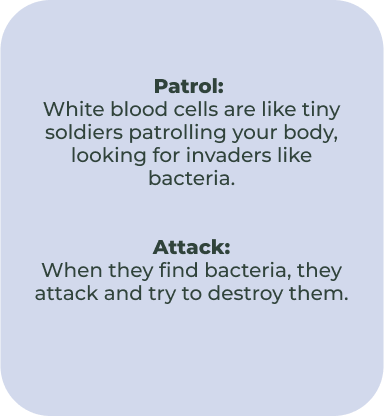 Patrol:
White blood cells are like tiny
soldiers patrolling your body,
looking for invaders like
bacteria.
Attack:
When they find bacteria, they
attack and try to destroy them.